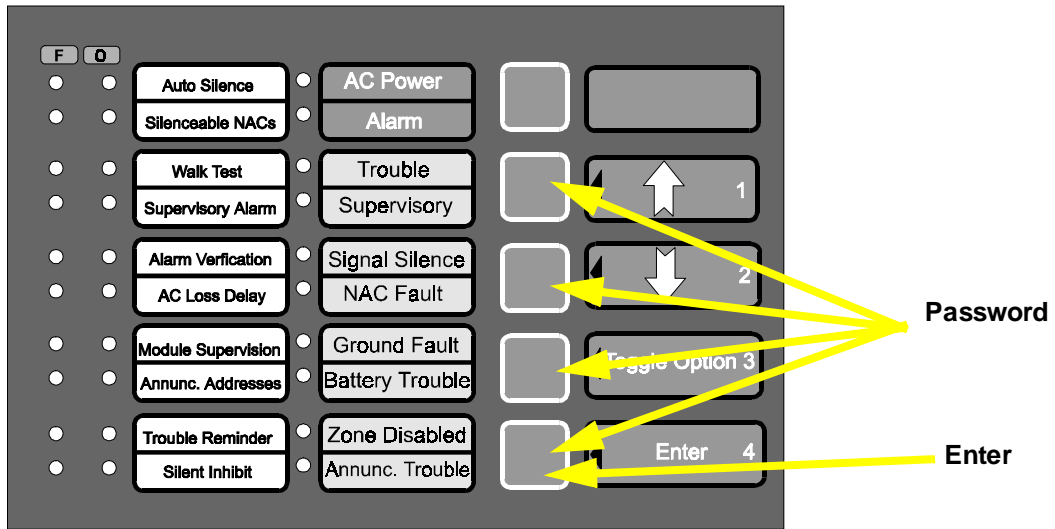 F O
Auto Silence AC Power
Silenceable NACs Alarm
Walk Test Trouble 1
Supervisory Alarm Supervisory
Alarm Verfication Signal Silence 2
AC Loss Delay NAC Fault
Password
Module Supervision Ground Fault Toggle Option 3
Annunc. Addresses Battery Trouble
Trouble Reminder Zone Disabled Enter 4
Enter
Silent Inhibit Annunc. Trouble